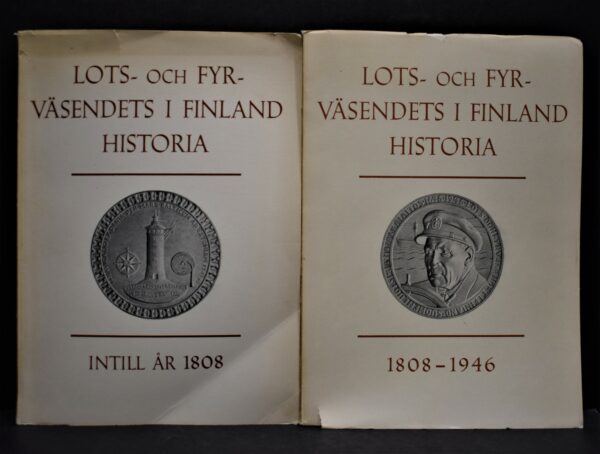 LOTS- OCH FYR-
VÄSENDETS I FINLAND
HISTORIA
INTILL ÅR 1808
LOTS- OCH FYR-
VÄSENDETS I FINLAND
HISTORIA
1808–1946